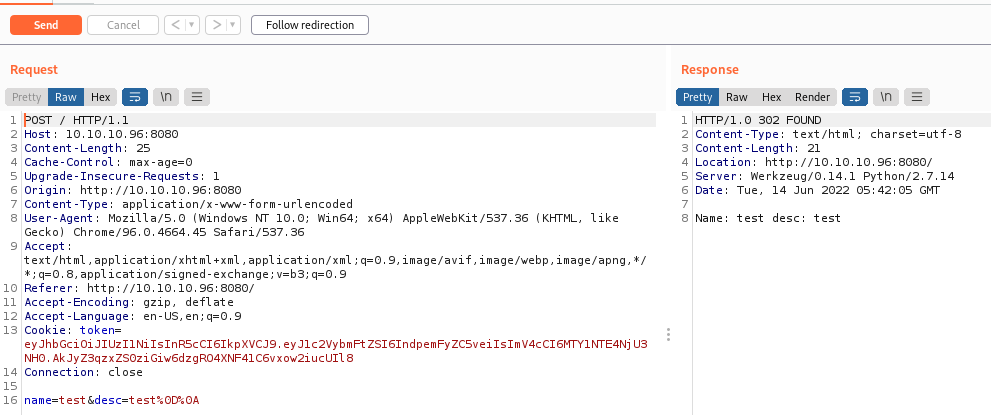 Send Cancel < > Follow redirection
Request
Pretty Raw Hex \n
1 POST / HTTP/1.1
2 Host: 10.10.10.96:8080
3 Content-Length: 25
4 Cache-Control: max-age=0
5 Upgrade-Insecure-Requests: 1
6 Origin: http://10.10.10.96:8080
7 Content-Type: application/x-www-form-urlencoded
8 User-Agent: Mozilla/5.0 (Windows NT 10.0; Win64; x64) AppleWebKit/537.36 (KHTML, like
Gecko) Chrome/96.0.4664.45 Safari/537.36
9 Accept:
text/html,application/xhtml+xml,application/xml;q=0.9,image/avif,image/webp,image/apng,*/
*;q=0.8,application/signed-exchange;v=b3;q=0.9
10 Referer: http://10.10.10.96:8080/
11 Accept-Encoding: gzip, deflate
12 Accept-Language: en-US,en;q=0.9
13 Cookie: token=
eyJhbGciOiJIUzI1NiIsInR5cCI6IkpXVCJ9.eyJ1c2VybmFtZSI6IndpemFyZC5veiIsImV4cCI6MTY1NTE4NjU3
NH0.AkJyZ3qzxZS0ziGiw6dzgRO4XNF41C6vxow2iucUIl8
14 Connection: close
15
16 name=test&desc=test%0D%0A
Response
Pretty Raw Hex Render \n
1 HTTP/1.0 302 FOUND
2 Content-Type: text/html; charset=utf-8
3 Content-Length: 21
4 Location: http://10.10.10.96:8080/
5 Server: Werkzeug/0.14.1 Python/2.7.14
6 Date: Tue, 14 Jun 2022 05:42:05 GMT
7
8 Name: test desc: test